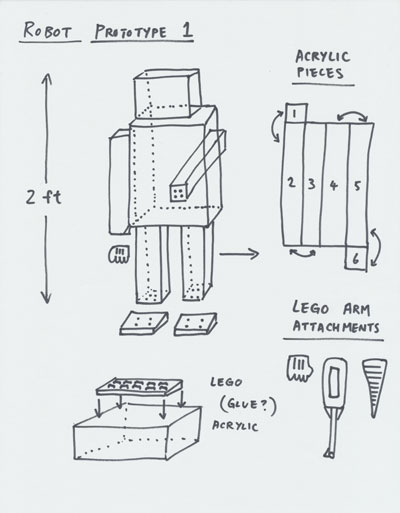 ROBOT PROTOTYPE 1
ACRYLIC
PIECES
2 ft
1
2 3 4 5
6
LEGO ARM
ATTACHMENTS
LEGO
(GLUE?)
ACRYLIC